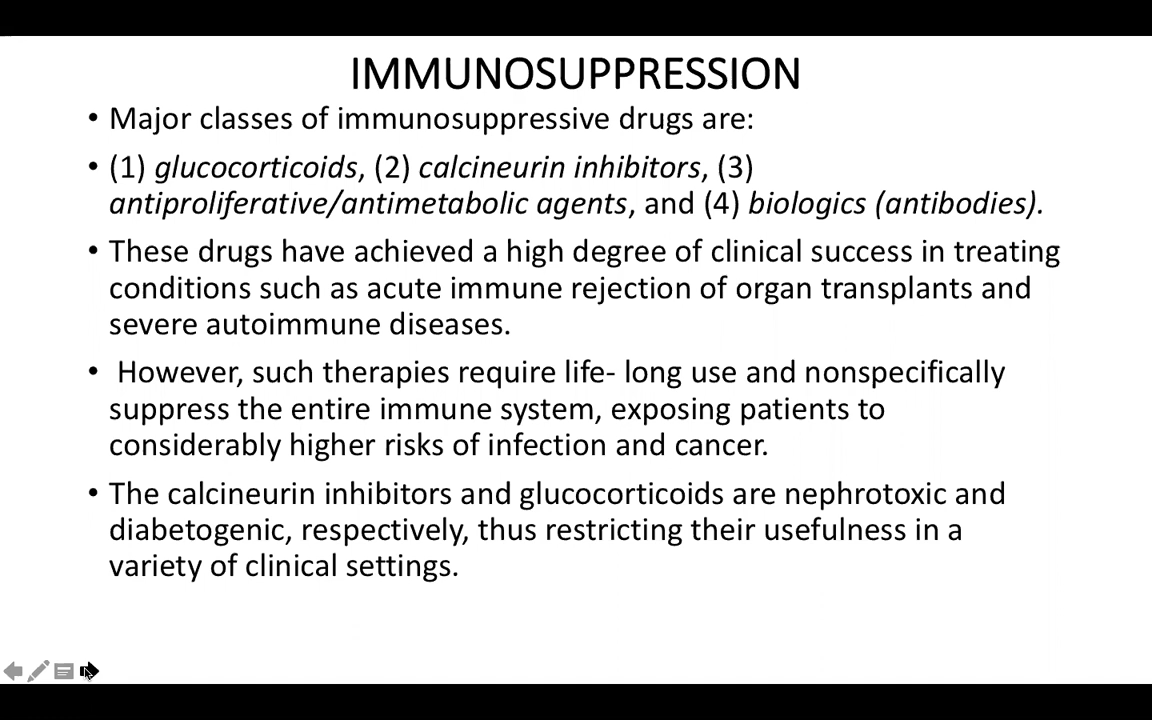 IMMUNOSUPPRESSION
• Major classes of immunosuppressive drugs are:
• (1) glucocorticoids, (2) calcineurin inhibitors, (3)
antiproliferative/antimetabolic agents, and (4) biologics (antibodies).
• These drugs have achieved a high degree of clinical success in treating
conditions such as acute immune rejection of organ transplants and
severe autoimmune diseases.
• However, such therapies require life- long use and nonspecifically
suppress the entire immune system, exposing patients to
considerably higher risks of infection and cancer.
• The calcineurin inhibitors and glucocorticoids are nephrotoxic and
diabetogenic, respectively, thus restricting their usefulness in a
variety of clinical settings.